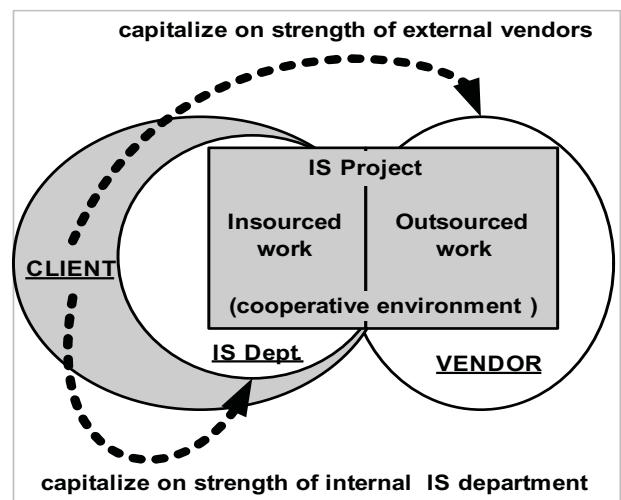 capitalize on strength of external vendors
IS Project
Insourced
work
Outsourced
work
CLIENT
(cooperative environment )
IS Dept.
VENDOR
capitalize on strength of internal IS department